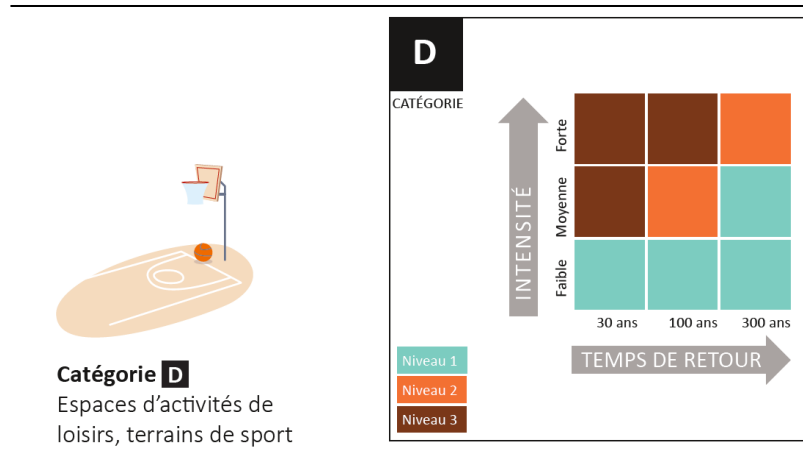 Catégorie D
Espaces d’activités de
loisirs, terrains de sport
D
CATÉGORIE
INTENSITÉ
Forte
Moyenne
Faible
30 ans
100 ans
300 ans
TEMPS DE RETOUR
Niveau 1
Niveau 2
Niveau 3